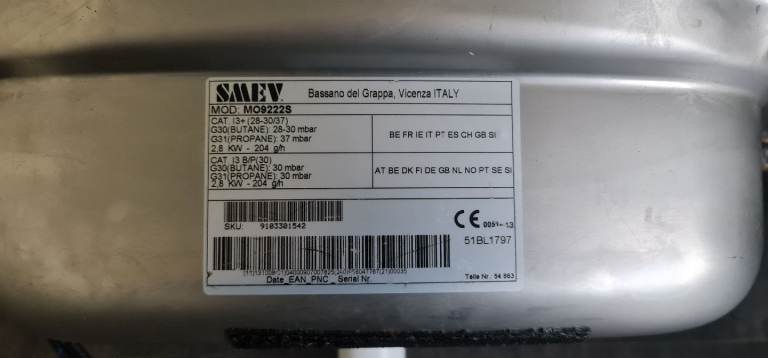 SMEV. Bassano del Grappa, Vicenza ITALY
MOD: MO9222S
CAT. I3+ (28-30/37)
G30(BUTANE): 28-30 mbar
G31(PROPANE): 37 mbar
2,8 KW - 204 g/h
BE FR IE IT PT ES CH GB SI
CAT. I3 B/P(30)
G30(BUTANE): 30 mbar
G31(PROPANE): 30 mbar
2,8 KW - 204 g/h
AT BE DK FI DE GB NL NO PT SE SI
SKU: 9103301542
CE
51BL1797
Date_EAN_PNC _ Serial Nr.
Teile Nr.: 54 863